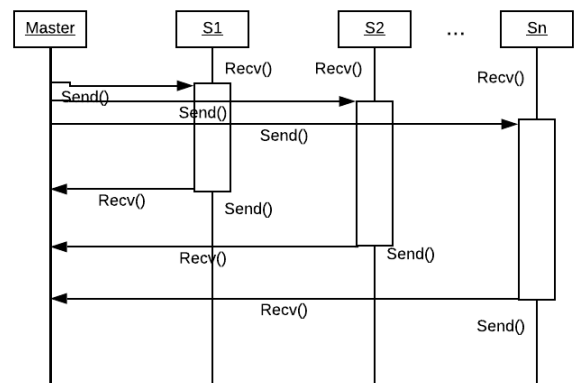 Master
S1
S2
...
Sn
Recv()
Recv()
Recv()
Send()
Send()
Send()
Recv()
Send()
Recv()
Send()
Recv()
Send()